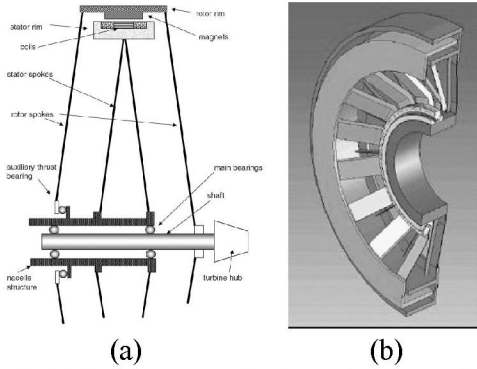 rotor rim
stator rim
magnets
coils
stator spokes
rotor spokes
auxiliary thrust
bearing
main bearings
shaft
nacelle
structure
turbine hub
(a)
(b)